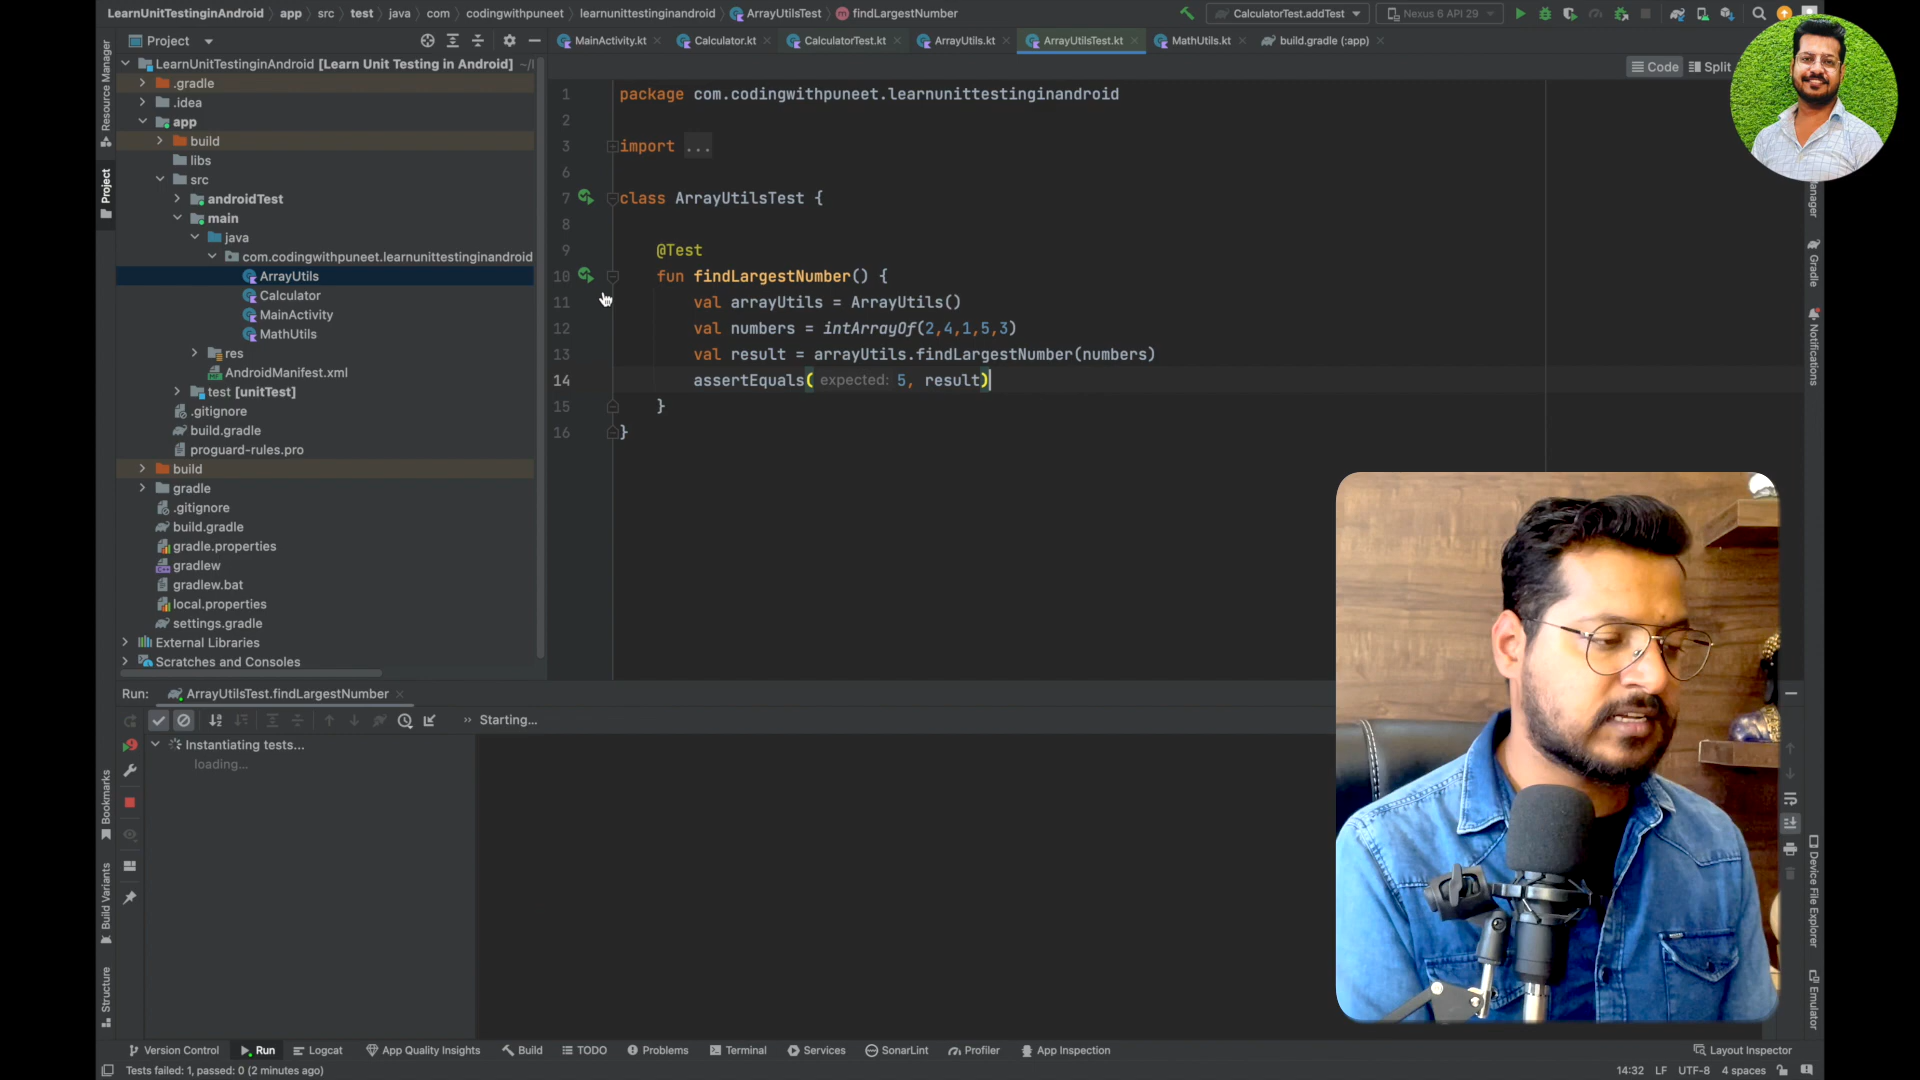 LearnUnitTestinginAndroid app src test java com codingwithpuneet learnunittestinginandroid ArrayUtilsTest findLargestNumber
CalculatorTest.addTest Nexus 6 API 29
Project
MainActivity.kt Calculator.kt CalculatorTest.kt ArrayUtils.kt ArrayUtilsTest.kt MathUtils.kt build.gradle (:app)
Code Split
Resource Manager
Project
LearnUnitTestinginAndroid [Learn Unit Testing in Android] ~/
.gradle
.idea
app
build
libs
src
androidTest
main
java
com.codingwithpuneet.learnunittestinginandroid
ArrayUtils
Calculator
MainActivity
MathUtils
res
AndroidManifest.xml
test [unitTest]
.gitignore
build.gradle
proguard-rules.pro
build
gradle
.gitignore
build.gradle
gradle.properties
gradlew
gradlew.bat
local.properties
settings.gradle
External Libraries
Scratches and Consoles
1 package com.codingwithpuneet.learnunittestinginandroid
2
3 import ...
6
7 class ArrayUtilsTest {
8
9 @Test
10 fun findLargestNumber() {
11 val arrayUtils = ArrayUtils()
12 val numbers = intArrayOf(2,4,1,5,3)
13 val result = arrayUtils.findLargestNumber(numbers)
14 assertEquals( expected: 5, result)
15 }
16 }
Manager
Gradle
Notifications
Device File Explorer
Emulator
Run: ArrayUtilsTest.findLargestNumber
Starting...
Instantiating tests...
loading...
Bookmarks
Build Variants
Structure
Version Control Run Logcat App Quality Insights Build TODO Problems Terminal Services SonarLint Profiler App Inspection Layout Inspector
Tests failed: 1, passed: 0 (2 minutes ago) 14:32 LF UTF-8 4 spaces